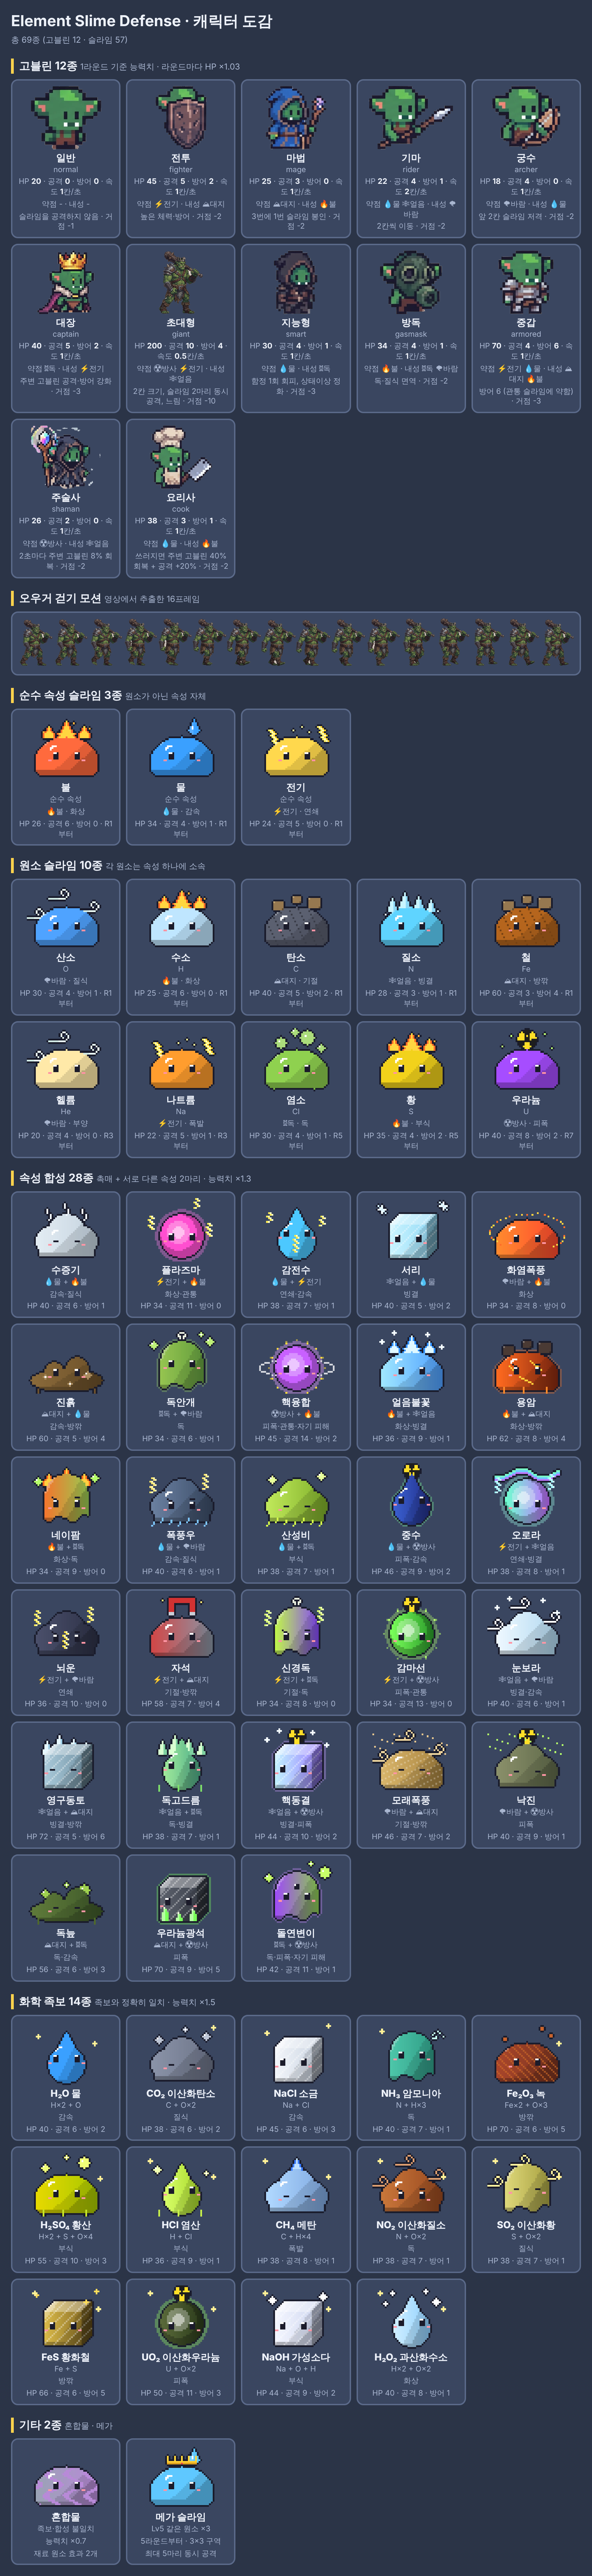 Element Slime Defense · 캐릭터 도감
총 69종 (고블린 12 · 슬라임 57)
고블린 12종 1라운드 기준 능력치 · 라운드마다 HP ×1.03
일반
normal
HP 20 · 공격 0 · 방어 0 · 속
도 1칸/초
약점 - · 내성 -
슬라임을 공격하지 않음 · 거
점 -1
전투
fighter
HP 45 · 공격 5 · 방어 2 · 속
도 1칸/초
약점 ⚡전기 · 내성 ⛰대지
높은 체력·방어 · 거점 -2
마법
mage
HP 25 · 공격 3 · 방어 0 · 속
도 1칸/초
약점 ⛰대지 · 내성 🔥불
3번에 1번 슬라임 봉인 · 거
점 -2
기마
rider
HP 22 · 공격 4 · 방어 1 · 속
도 2칸/초
약점 💧물 ❄얼음 · 내성 🌪
바람
2칸씩 이동 · 거점 -2
궁수
archer
HP 18 · 공격 4 · 방어 0 · 속
도 1칸/초
약점 🌪바람 · 내성 💧물
앞 2칸 슬라임 저격 · 거점 -2
대장
captain
HP 40 · 공격 5 · 방어 2 · 속
도 1칸/초
약점 독 · 내성 ⚡전기
주변 고블린 공격·방어 강화
· 거점 -3
초대형
giant
HP 200 · 공격 10 · 방어 4 ·
속도 0.5칸/초
약점 ☢방사 ⚡전기 · 내성
❄얼음
2칸 크기, 슬라임 2마리 동시
공격, 느림 · 거점 -10
지능형
smart
HP 30 · 공격 4 · 방어 1 · 속
도 1칸/초
약점 💧물 · 내성 독
함정 1회 회피, 상태이상 정
화 · 거점 -3
방독
gasmask
HP 34 · 공격 4 · 방어 1 · 속
도 1칸/초
약점 🔥불 · 내성 독 🌪바람
독·질식 면역 · 거점 -2
중갑
armored
HP 70 · 공격 4 · 방어 6 · 속
도 1칸/초
약점 ⚡전기 💧물 · 내성 ⛰
대지 🔥불
방어 6 (관통 슬라임에 약함)
· 거점 -3
주술사
shaman
HP 26 · 공격 2 · 방어 0 · 속
도 1칸/초
약점 ☢방사 · 내성 ❄얼음
2초마다 주변 고블린 8% 회
복 · 거점 -2
요리사
cook
HP 38 · 공격 3 · 방어 1 · 속
도 1칸/초
약점 💧물 · 내성 🔥불
쓰러지면 주변 고블린 40%
회복 + 공격 +20% · 거점 -2
오우거 걷기 모션 영상에서 추출한 16프레임
순수 속성 슬라임 3종 원소가 아닌 속성 자체
불
순수 속성
🔥불 · 화상
HP 26 · 공격 6 · 방어 0 · R1
부터
물
순수 속성
💧물 · 감속
HP 34 · 공격 4 · 방어 1 · R1
부터
전기
순수 속성
⚡전기 · 연쇄
HP 24 · 공격 5 · 방어 0 · R1
부터
원소 슬라임 10종 각 원소는 속성 하나에 소속
산소
O
🌪바람 · 질식
HP 30 · 공격 4 · 방어 1 · R1
부터
수소
H
🔥불 · 화상
HP 25 · 공격 6 · 방어 0 · R1
부터
탄소
C
⛰대지 · 기절
HP 40 · 공격 5 · 방어 2 · R1
부터
질소
N
❄얼음 · 빙결
HP 28 · 공격 3 · 방어 1 · R1
부터
철
Fe
⛰대지 · 방깎
HP 60 · 공격 3 · 방어 4 · R1
부터
헬륨
He
🌪바람 · 부양
HP 20 · 공격 4 · 방어 0 · R3
부터
나트륨
Na
⚡전기 · 폭발
HP 22 · 공격 5 · 방어 1 · R3
부터
염소
Cl
독 · 독
HP 30 · 공격 4 · 방어 1 · R5
부터
황
S
🔥불 · 부식
HP 35 · 공격 4 · 방어 2 · R5
부터
우라늄
U
☢방사 · 피폭
HP 40 · 공격 8 · 방어 2 · R7
부터
속성 합성 28종 촉매 + 서로 다른 속성 2마리 · 능력치 ×1.3
수증기
💧물 + 🔥불
감속·질식
HP 40 · 공격 6 · 방어 1
플라즈마
⚡전기 + 🔥불
화상·관통
HP 34 · 공격 11 · 방어 0
감전수
💧물 + ⚡전기
연쇄·감속
HP 38 · 공격 7 · 방어 1
서리
❄얼음 + 💧물
빙결
HP 40 · 공격 5 · 방어 2
화염폭풍
🌪바람 + 🔥불
화상
HP 34 · 공격 8 · 방어 0
진흙
⛰대지 + 💧물
감속·방깎
HP 60 · 공격 5 · 방어 4
독안개
독 + 🌪바람
독
HP 34 · 공격 6 · 방어 1
핵융합
☢방사 + 🔥불
피폭·관통·자기 피해
HP 45 · 공격 14 · 방어 2
얼음불꽃
🔥불 + ❄얼음
화상·빙결
HP 36 · 공격 9 · 방어 1
용암
🔥불 + ⛰대지
화상·방깎
HP 62 · 공격 8 · 방어 4
네이팜
🔥불 + 독
화상·독
HP 34 · 공격 9 · 방어 0
폭풍우
💧물 + 🌪바람
감속·질식
HP 40 · 공격 6 · 방어 1
산성비
💧물 + 독
부식
HP 38 · 공격 7 · 방어 1
중수
💧물 + ☢방사
피폭·감속
HP 46 · 공격 9 · 방어 2
오로라
⚡전기 + ❄얼음
연쇄·빙결
HP 38 · 공격 8 · 방어 1
뇌운
⚡전기 + 🌪바람
연쇄
HP 36 · 공격 10 · 방어 0
자석
⚡전기 + ⛰대지
기절·방깎
HP 58 · 공격 7 · 방어 4
신경독
⚡전기 + 독
기절·독
HP 34 · 공격 8 · 방어 0
감마선
⚡전기 + ☢방사
피폭·관통
HP 34 · 공격 13 · 방어 0
눈보라
❄얼음 + 🌪바람
빙결·감속
HP 40 · 공격 6 · 방어 1
영구동토
❄얼음 + ⛰대지
빙결·방깎
HP 72 · 공격 5 · 방어 6
독고드름
❄얼음 + 독
독·빙결
HP 38 · 공격 7 · 방어 1
핵동결
❄얼음 + ☢방사
빙결·피폭
HP 44 · 공격 10 · 방어 2
모래폭풍
🌪바람 + ⛰대지
기절·방깎
HP 46 · 공격 7 · 방어 2
낙진
🌪바람 + ☢방사
피폭
HP 40 · 공격 9 · 방어 1
독늪
⛰대지 + 독
독·감속
HP 56 · 공격 6 · 방어 3
우라늄광석
⛰대지 + ☢방사
피폭
HP 70 · 공격 9 · 방어 5
돌연변이
독 + ☢방사
독·피폭·자기 피해
HP 42 · 공격 11 · 방어 1
화학 족보 14종 족보와 정확히 일치 · 능력치 ×1.5
H₂O 물
H×2 + O
감속
HP 40 · 공격 6 · 방어 2
CO₂ 이산화탄소
C + O×2
질식
HP 38 · 공격 6 · 방어 2
NaCl 소금
Na + Cl
감속
HP 45 · 공격 6 · 방어 3
NH₃ 암모니아
N + H×3
독
HP 40 · 공격 7 · 방어 1
Fe₂O₃ 녹
Fe×2 + O×3
방깎
HP 70 · 공격 6 · 방어 5
H₂SO₄ 황산
H×2 + S + O×4
부식
HP 55 · 공격 10 · 방어 3
HCl 염산
H + Cl
부식
HP 36 · 공격 9 · 방어 1
CH₄ 메탄
C + H×4
폭발
HP 38 · 공격 8 · 방어 1
NO₂ 이산화질소
N + O×2
독
HP 38 · 공격 7 · 방어 1
SO₂ 이산화황
S + O×2
질식
HP 38 · 공격 7 · 방어 1
FeS 황화철
Fe + S
방깎
HP 66 · 공격 6 · 방어 5
UO₂ 이산화우라늄
U + O×2
피폭
HP 50 · 공격 11 · 방어 3
NaOH 가성소다
Na + O + H
부식
HP 44 · 공격 9 · 방어 2
H₂O₂ 과산화수소
H×2 + O×2
화상
HP 40 · 공격 8 · 방어 1
기타 2종 혼합물 · 메가
혼합물
족보·합성 불일치
능력치 ×0.7
재료 원소 효과 2개
메가 슬라임
Lv5 같은 원소 ×3
5라운드부터 · 3×3 구역
최대 5마리 동시 공격